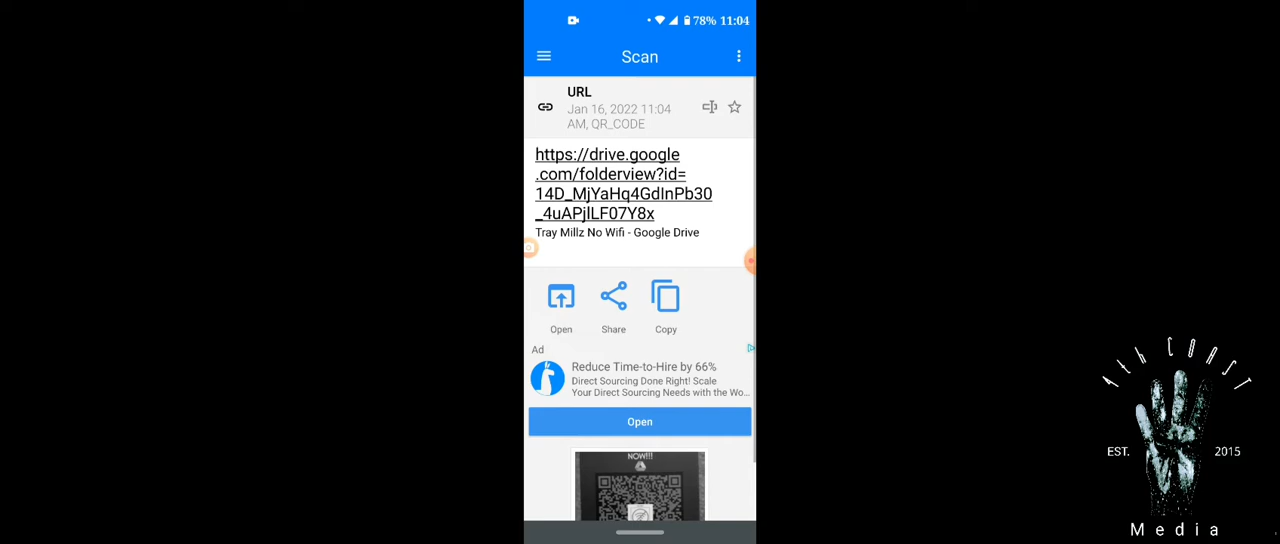 78% 11:04
Scan
URL
Jan 16, 2022 11:04
AM, QR_CODE
https://drive.google
.com/folderview?id=
14D_MjYaHq4GdInPb30
_4uAPjlLF07Y8x
Tray Millz No Wifi - Google Drive
Open Share Copy
Ad
Reduce Time-to-Hire by 66%
Direct Sourcing Done Right! Scale
Your Direct Sourcing Needs with the Wo...
Open
NOW!!!
4th COAST
EST. 2015
Media